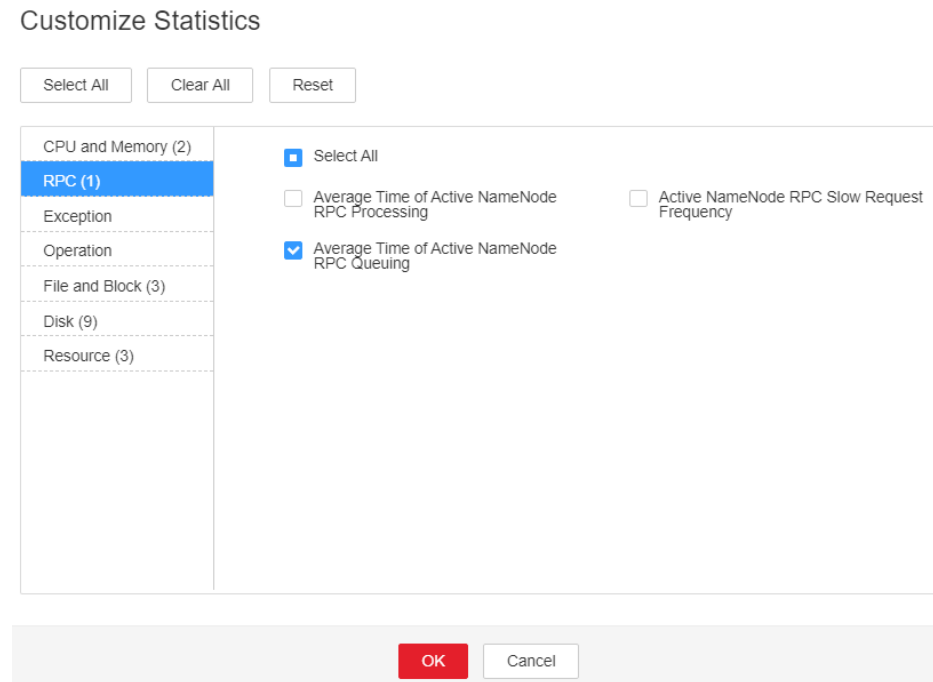 Customize Statistics
Select All
Clear All
Reset
CPU and Memory (2)
RPC (1)
Exception
Operation
File and Block (3)
Disk (9)
Resource (3)
Select All
Average Time of Active NameNode
RPC Processing
Active NameNode RPC Slow Request
Frequency
Average Time of Active NameNode
RPC Queuing
OK
Cancel